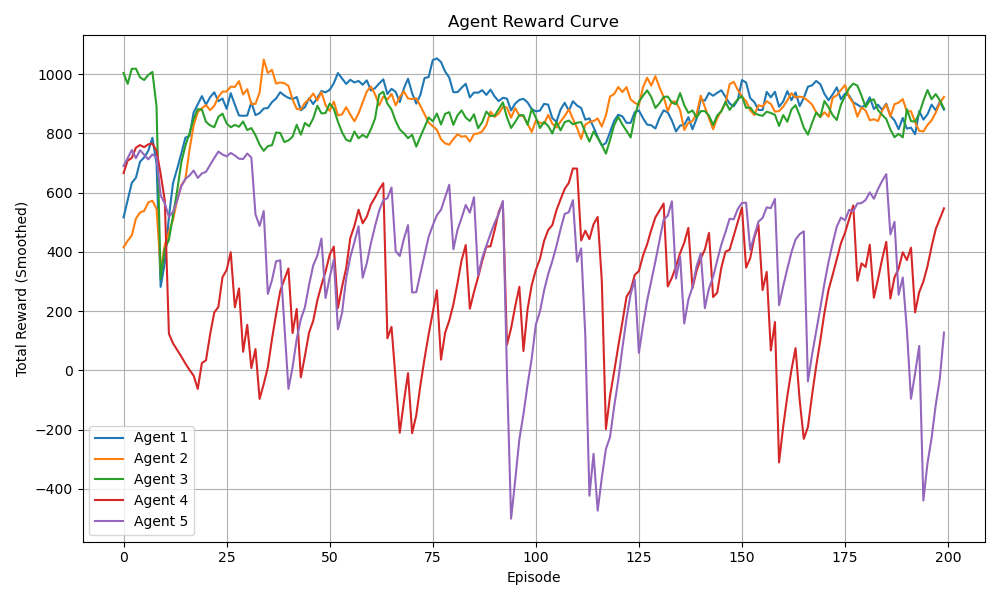 Agent Reward Curve
Total Reward (Smoothed)
1000
800
600
400
200
0
−200
−400
Agent 1
Agent 2
Agent 3
Agent 4
Agent 5
0 25 50 75 100 125 150 175 200
Episode